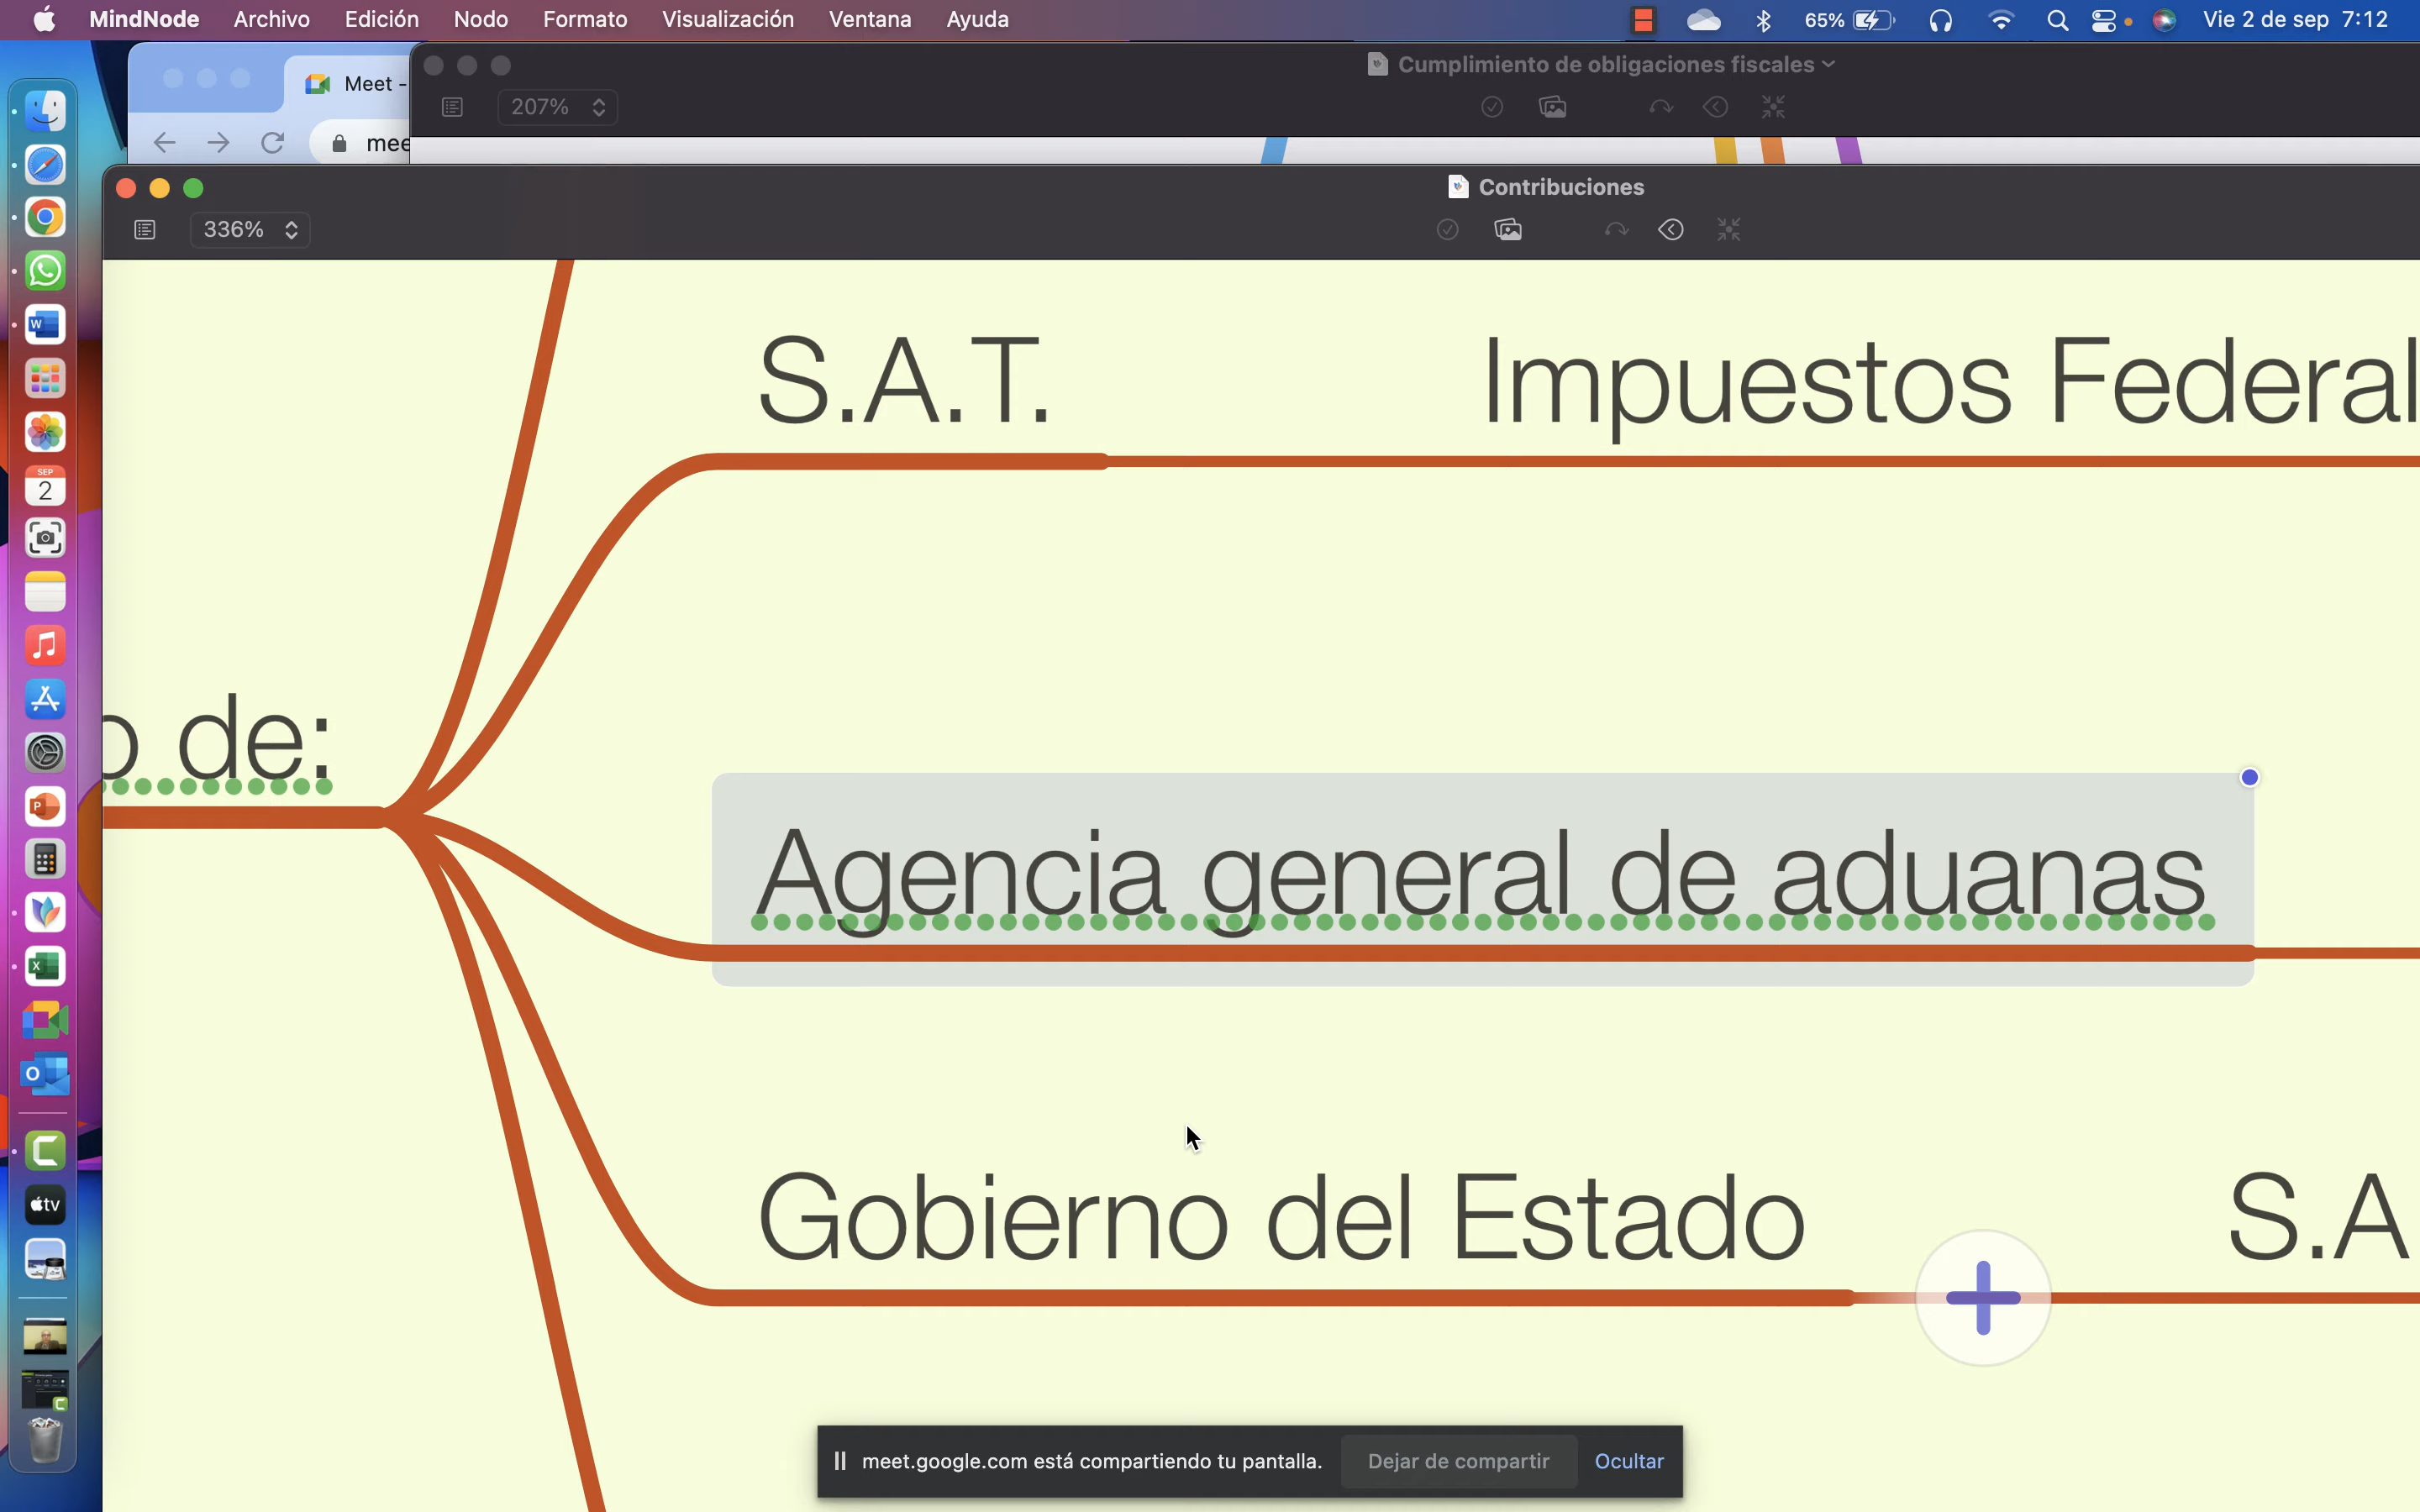 MindNode Archivo Edición Nodo Formato Visualización Ventana Ayuda 65% Vie 2 de sep 7:12
Meet -
Cumplimiento de obligaciones fiscales
207%
mee
Contribuciones
336%
S.A.T.
Impuestos Federal
o de:
Agencia general de aduanas
Gobierno del Estado
S.A
meet.google.com está compartiendo tu pantalla. Dejar de compartir Ocultar
SEP
2
tv